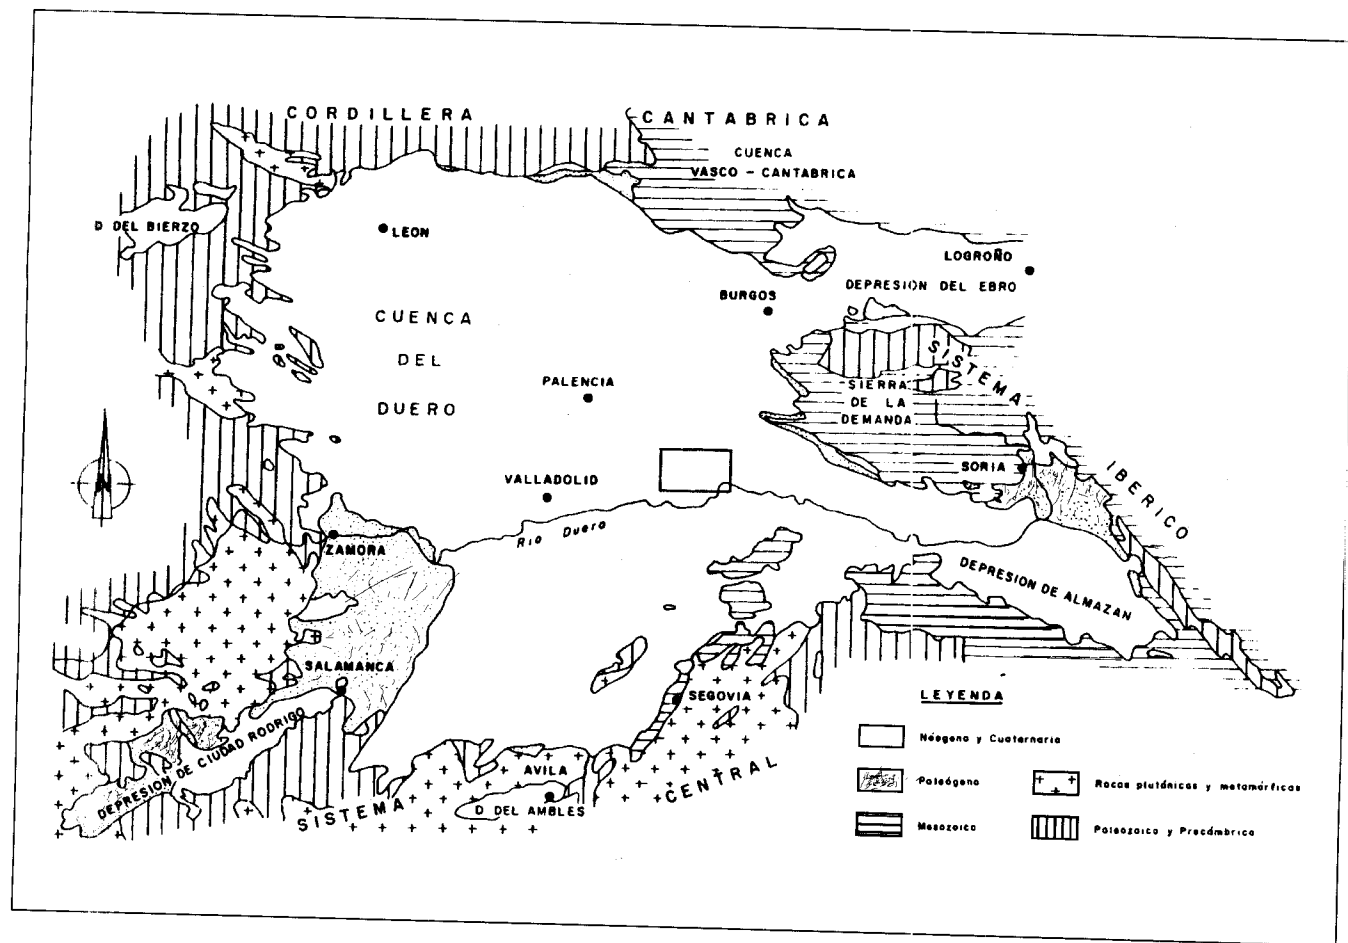 CORDILLERA CANTABRICA
CUENCA
VASCO - CANTABRICA
D DEL BIERZO
LEON
LOGROÑO
DEPRESION DEL EBRO
BURGOS
CUENCA
DEL
DUERO
SISTEMA IBERICO
PALENCIA
SIERRA
DE LA
DEMANDA
SORIA
VALLADOLID
Rio Duero
ZAMORA
DEPRESION DE ALMAZAN
SALAMANCA
SEGOVIA
DEPRESION DE CIUDAD RODRIGO
AVILA
SISTEMA CENTRAL
D DEL AMBLES
N
LEYENDA
Néogeno y Cuaternario
Paleógeno
Rocas plutónicas y metamórficas
Mesozoico
Paleozoico y Precámbrico